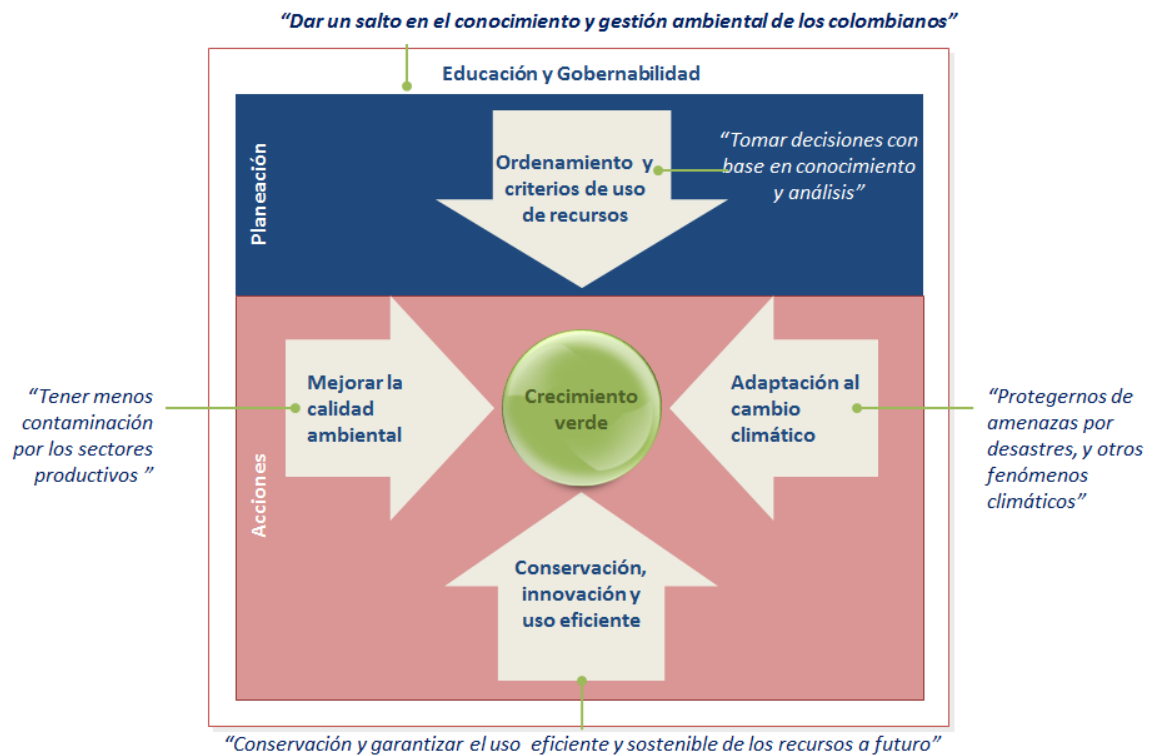 “Dar un salto en el conocimiento y gestión ambiental de los colombianos”
Educación y Gobernabilidad
Planeación
Ordenamiento y
criterios de uso
de recursos
“Tomar decisiones con
base en conocimiento
y análisis”
Acciones
Mejorar la
calidad
ambiental
Crecimiento
verde
Adaptación al
cambio
climático
“Tener menos
contaminación
por los sectores
productivos ”
“Protegernos de
amenazas por
desastres, y otros
fenómenos
climáticos”
Conservación,
innovación y
uso eficiente
“Conservación y garantizar el uso eficiente y sostenible de los recursos a futuro”